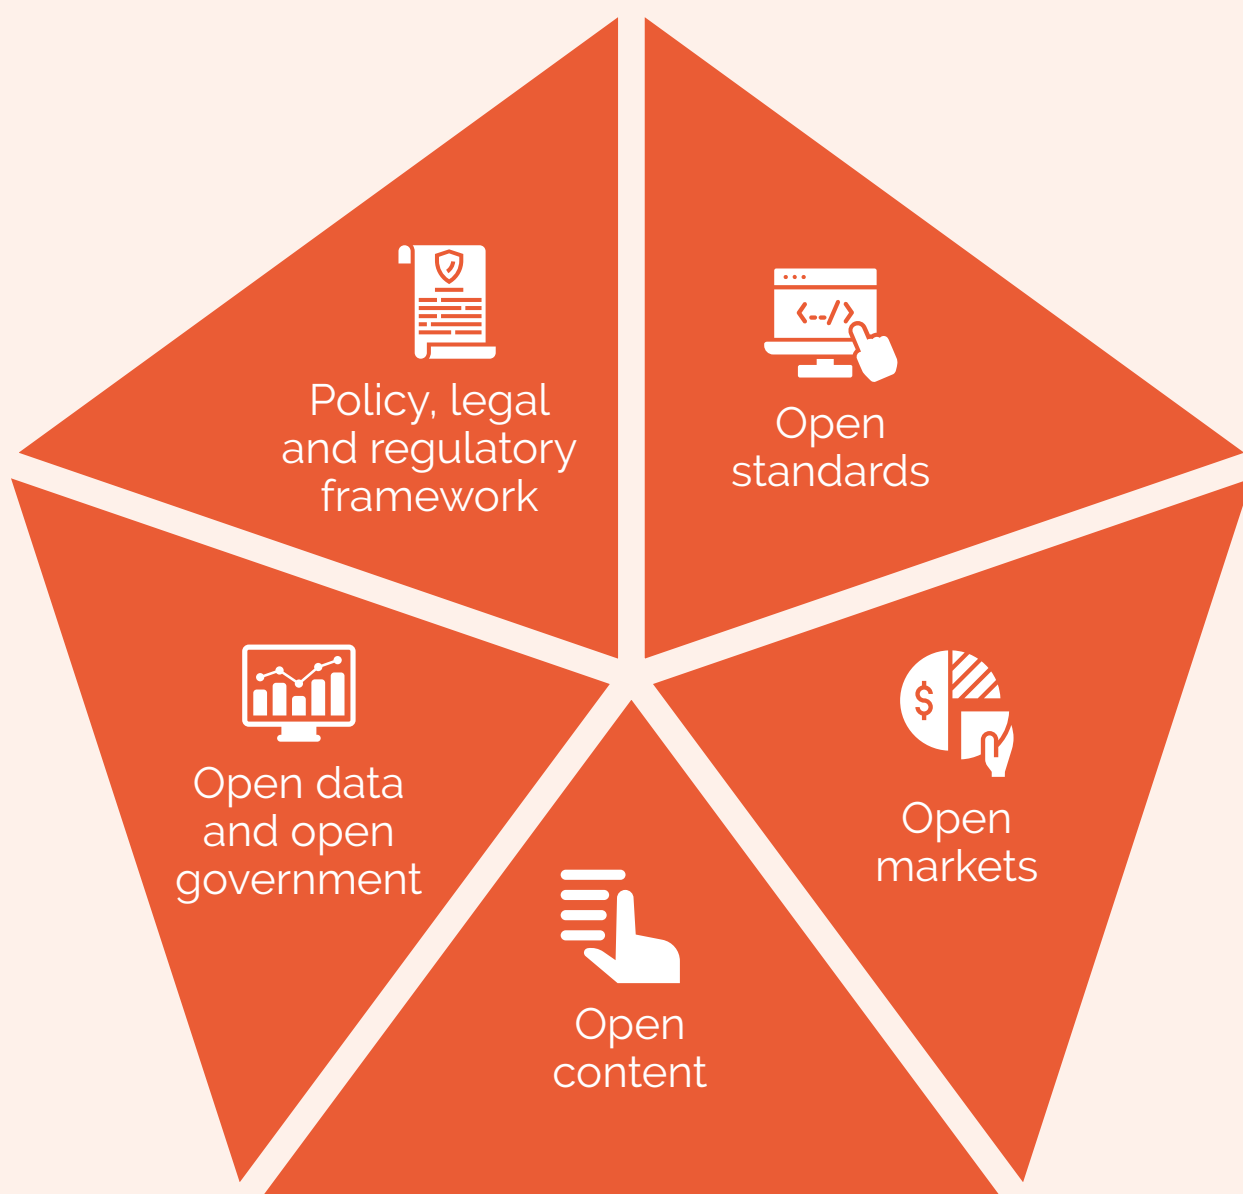 Policy, legal
and regulatory
framework
<_ _/>
Open
standards
Open data
and open
government
$
Open
markets
Open
content